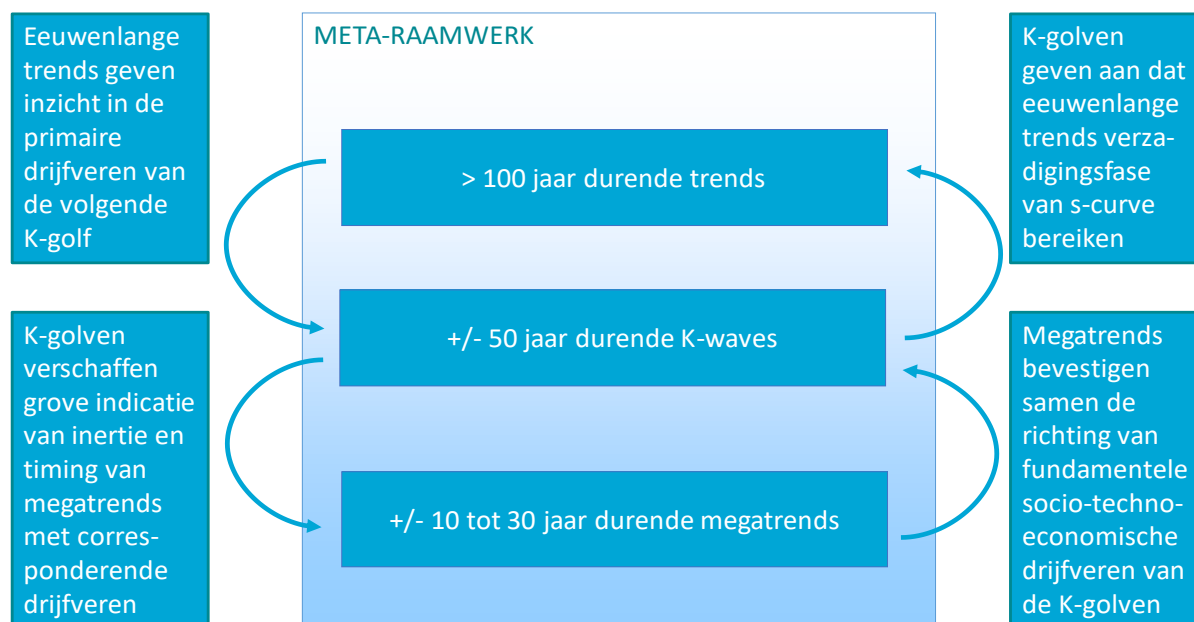 Eeuwenlange
trends geven
inzicht in de
primaire
drijfveren van
de volgende
K-golf
K-golven
verschaffen
grove indicatie
van inertie en
timing van
megatrends
met corres-
ponderende
drijfveren
META-RAAMWERK
> 100 jaar durende trends
+/- 50 jaar durende K-waves
+/- 10 tot 30 jaar durende megatrends
K-golven
geven aan dat
eeuwenlange
trends verza-
digingsfase
van s-curve
bereiken
Megatrends
bevestigen
samen de
richting van
fundamentele
socio-techno-
economische
drijfveren van
de K-golven